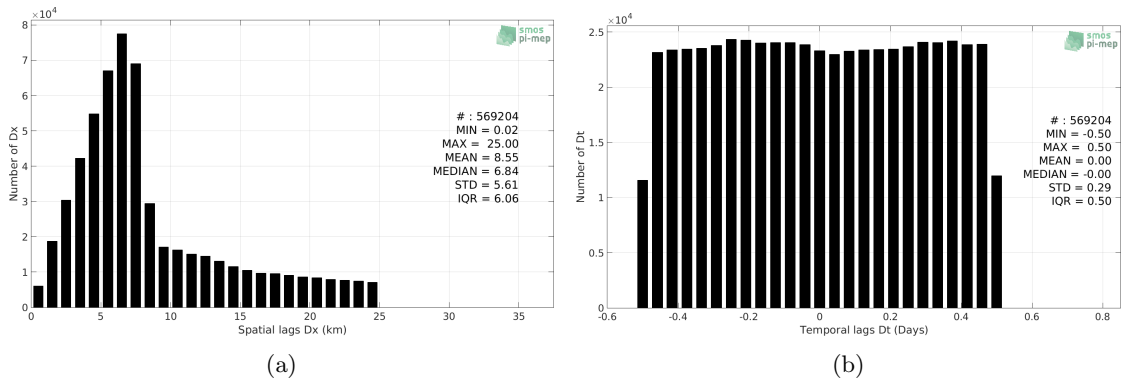 ×10⁴
8
7
6
5
4
3
2
1
0
0 5 10 15 20 25 30 35
Number of Dx
Spatial lags Dx (km)
smos
pi-mep
# : 569204
MIN = 0.02
MAX = 25.00
MEAN = 8.55
MEDIAN = 6.84
STD = 5.61
IQR = 6.06
(a)
×10⁴
2.5
2
1.5
1
0.5
0
-0.6 -0.4 -0.2 0 0.2 0.4 0.6 0.8
Number of Dt
Temporal lags Dt (Days)
smos
pi-mep
# : 569204
MIN = -0.50
MAX = 0.50
MEAN = 0.00
MEDIAN = -0.00
STD = 0.29
IQR = 0.50
(b)